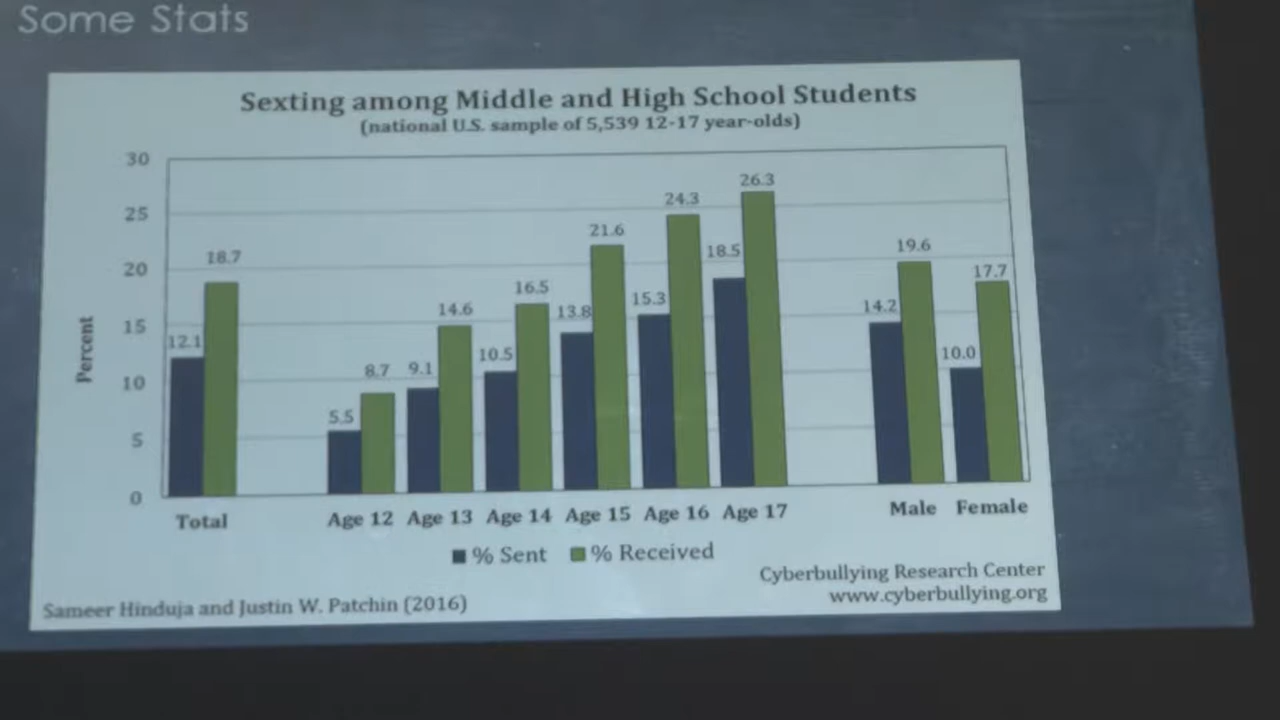 Some Stats
Sexting among Middle and High School Students
(national U.S. sample of 5,539 12-17 year-olds)
30
25
20
15
10
5
0
Percent
12.1
18.7
5.5
8.7
9.1
14.6
10.5
16.5
13.8
21.6
15.3
24.3
18.5
26.3
14.2
19.6
10.0
17.7
Total
Age 12
Age 13
Age 14
Age 15
Age 16
Age 17
Male
Female
% Sent
% Received
Cyberbullying Research Center
www.cyberbullying.org
Sameer Hinduja and Justin W. Patchin (2016)